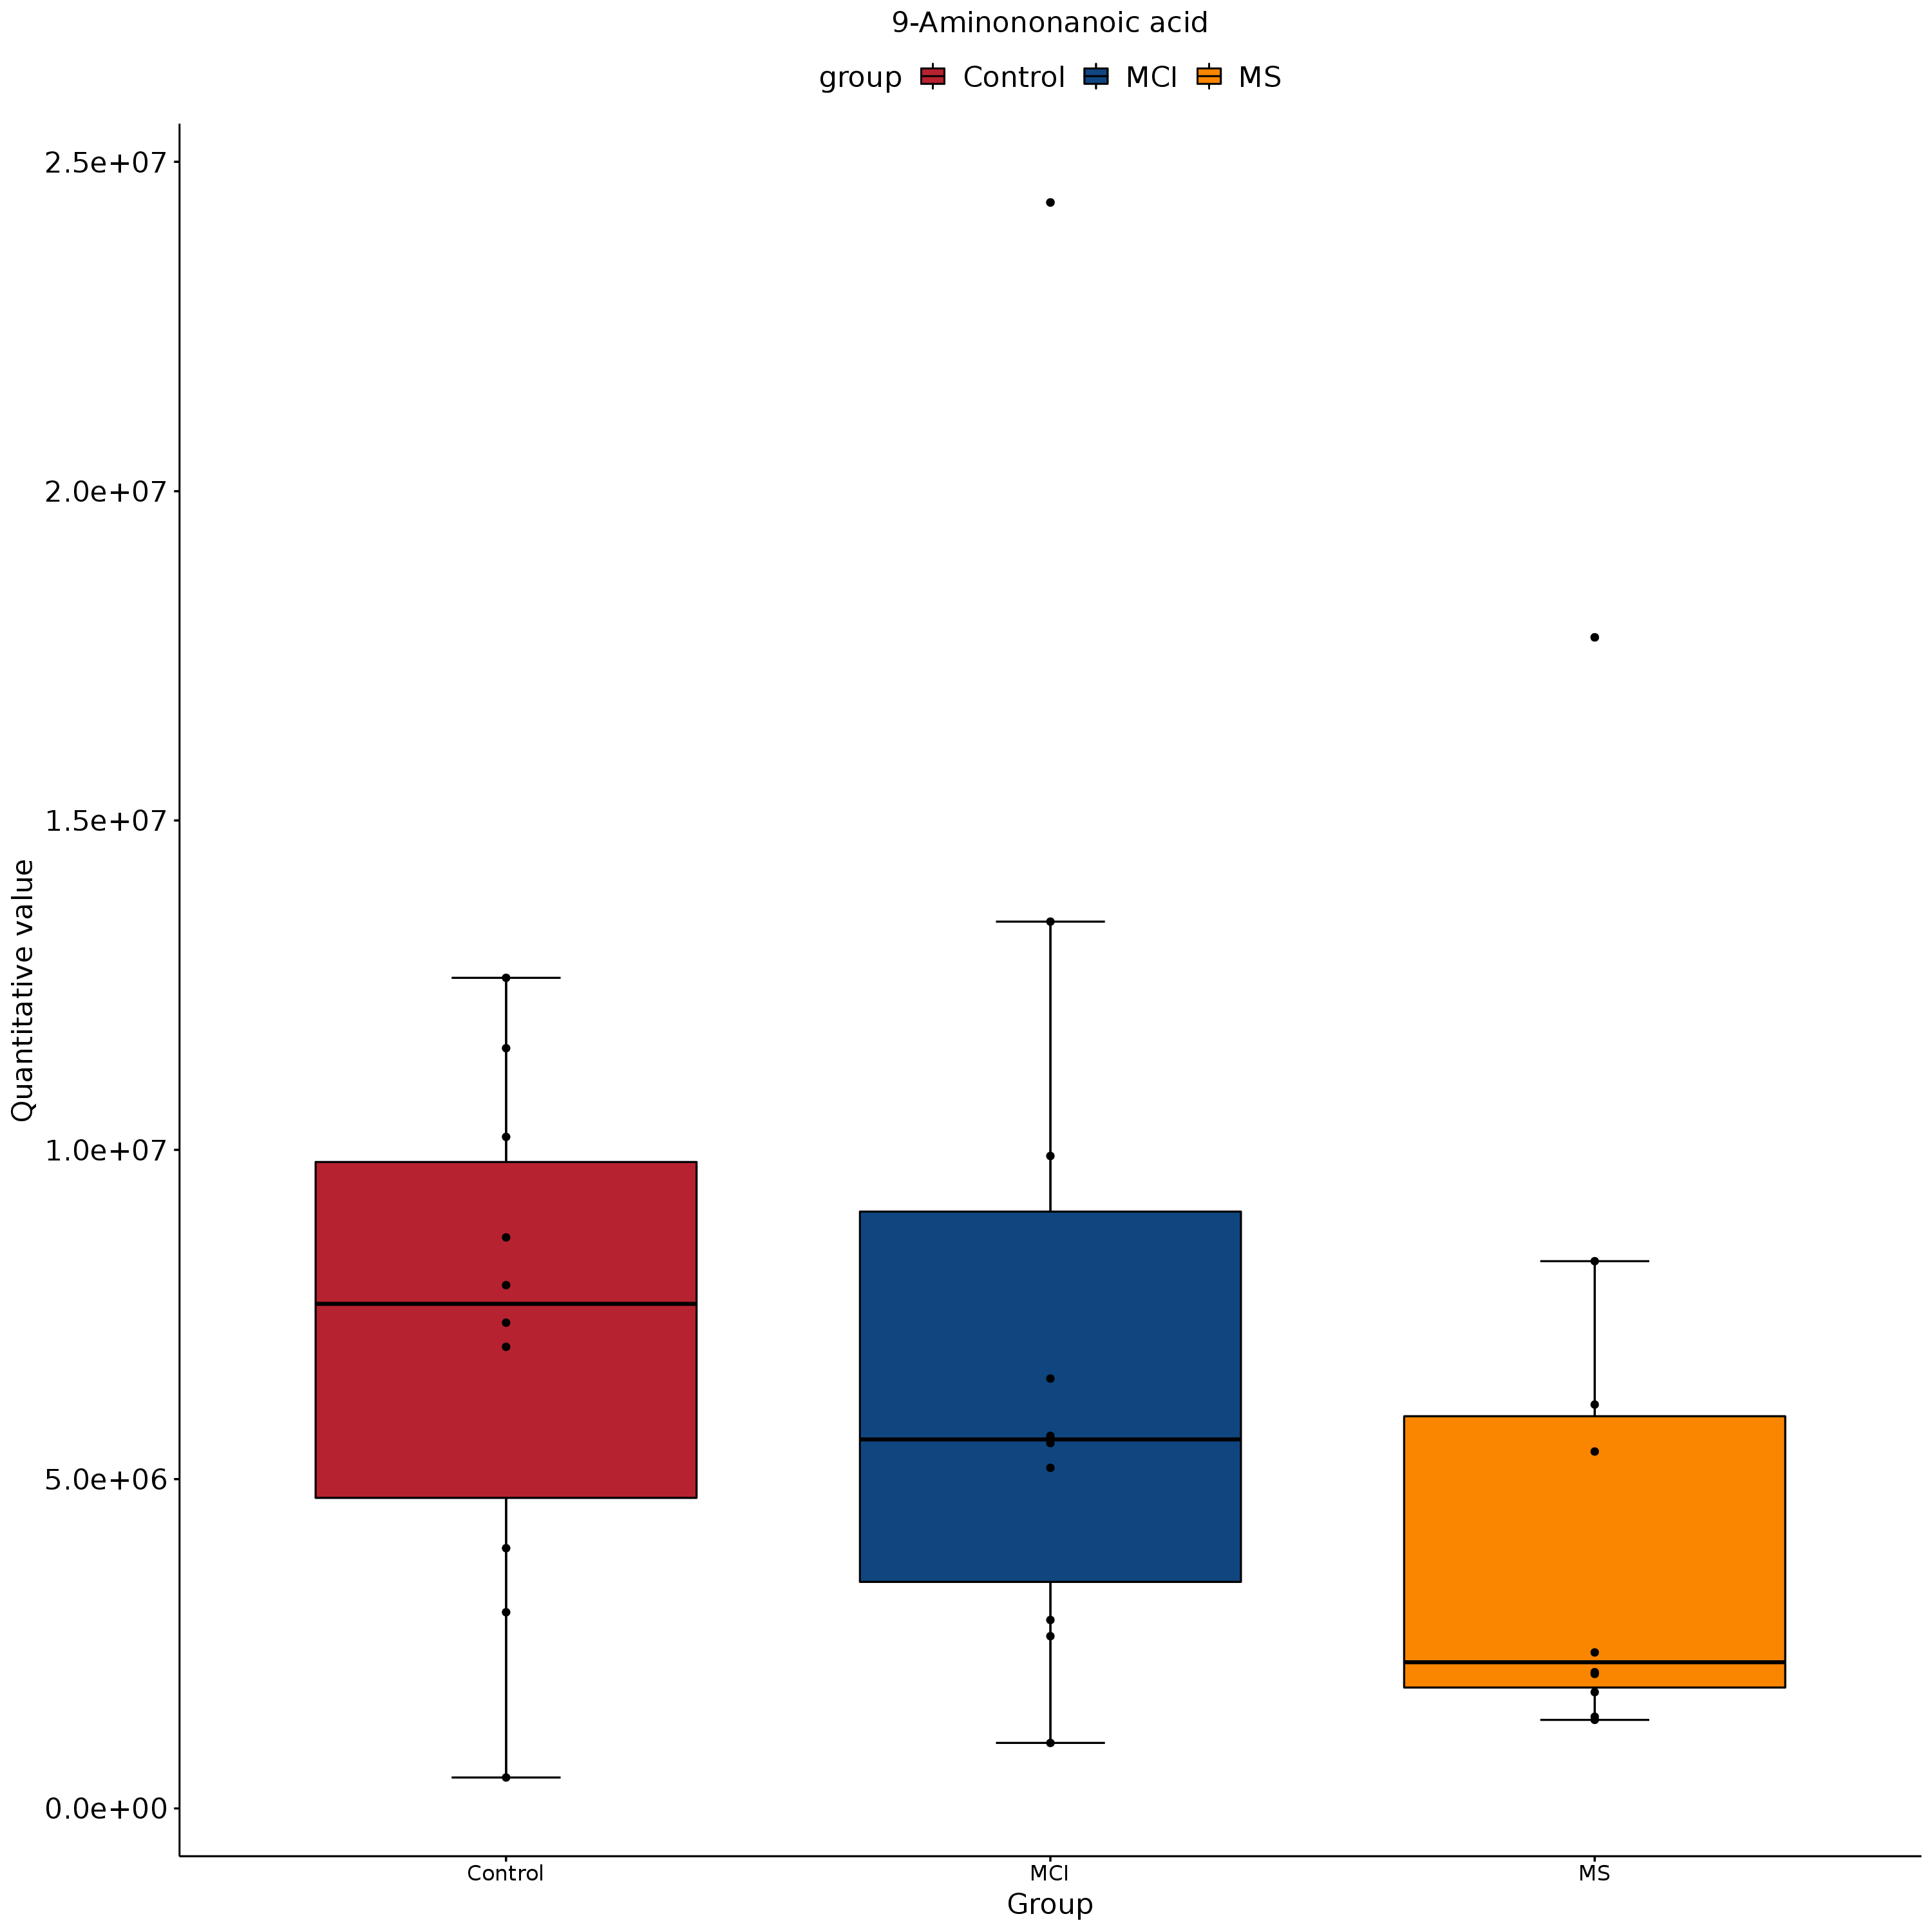 9-Aminononanoic acid
group Control MCI MS
2.5e+07
2.0e+07
1.5e+07
1.0e+07
5.0e+06
0.0e+00
Quantitative value
Control MCI MS
Group